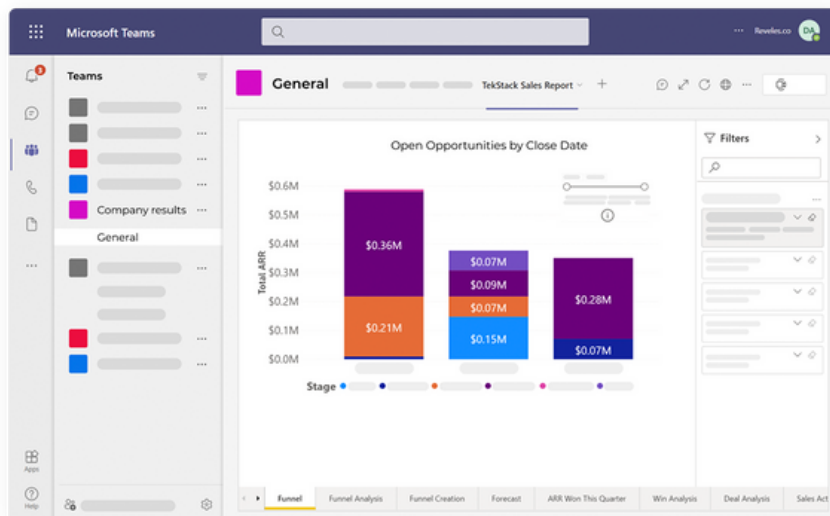 Microsoft Teams
Reveles.co
DA
Teams
Company results
General
Apps
Help
General
TekStack Sales Report
Open Opportunities by Close Date
Total ARR
$0.6M
$0.5M
$0.4M
$0.3M
$0.2M
$0.1M
$0.0M
$0.36M
$0.21M
$0.07M
$0.09M
$0.07M
$0.15M
$0.28M
$0.07M
Stage
Filters
Funnel
Funnel Analysis
Funnel Creation
Forecast
ARR Won This Quarter
Win Analysis
Deal Analysis
Sales Act